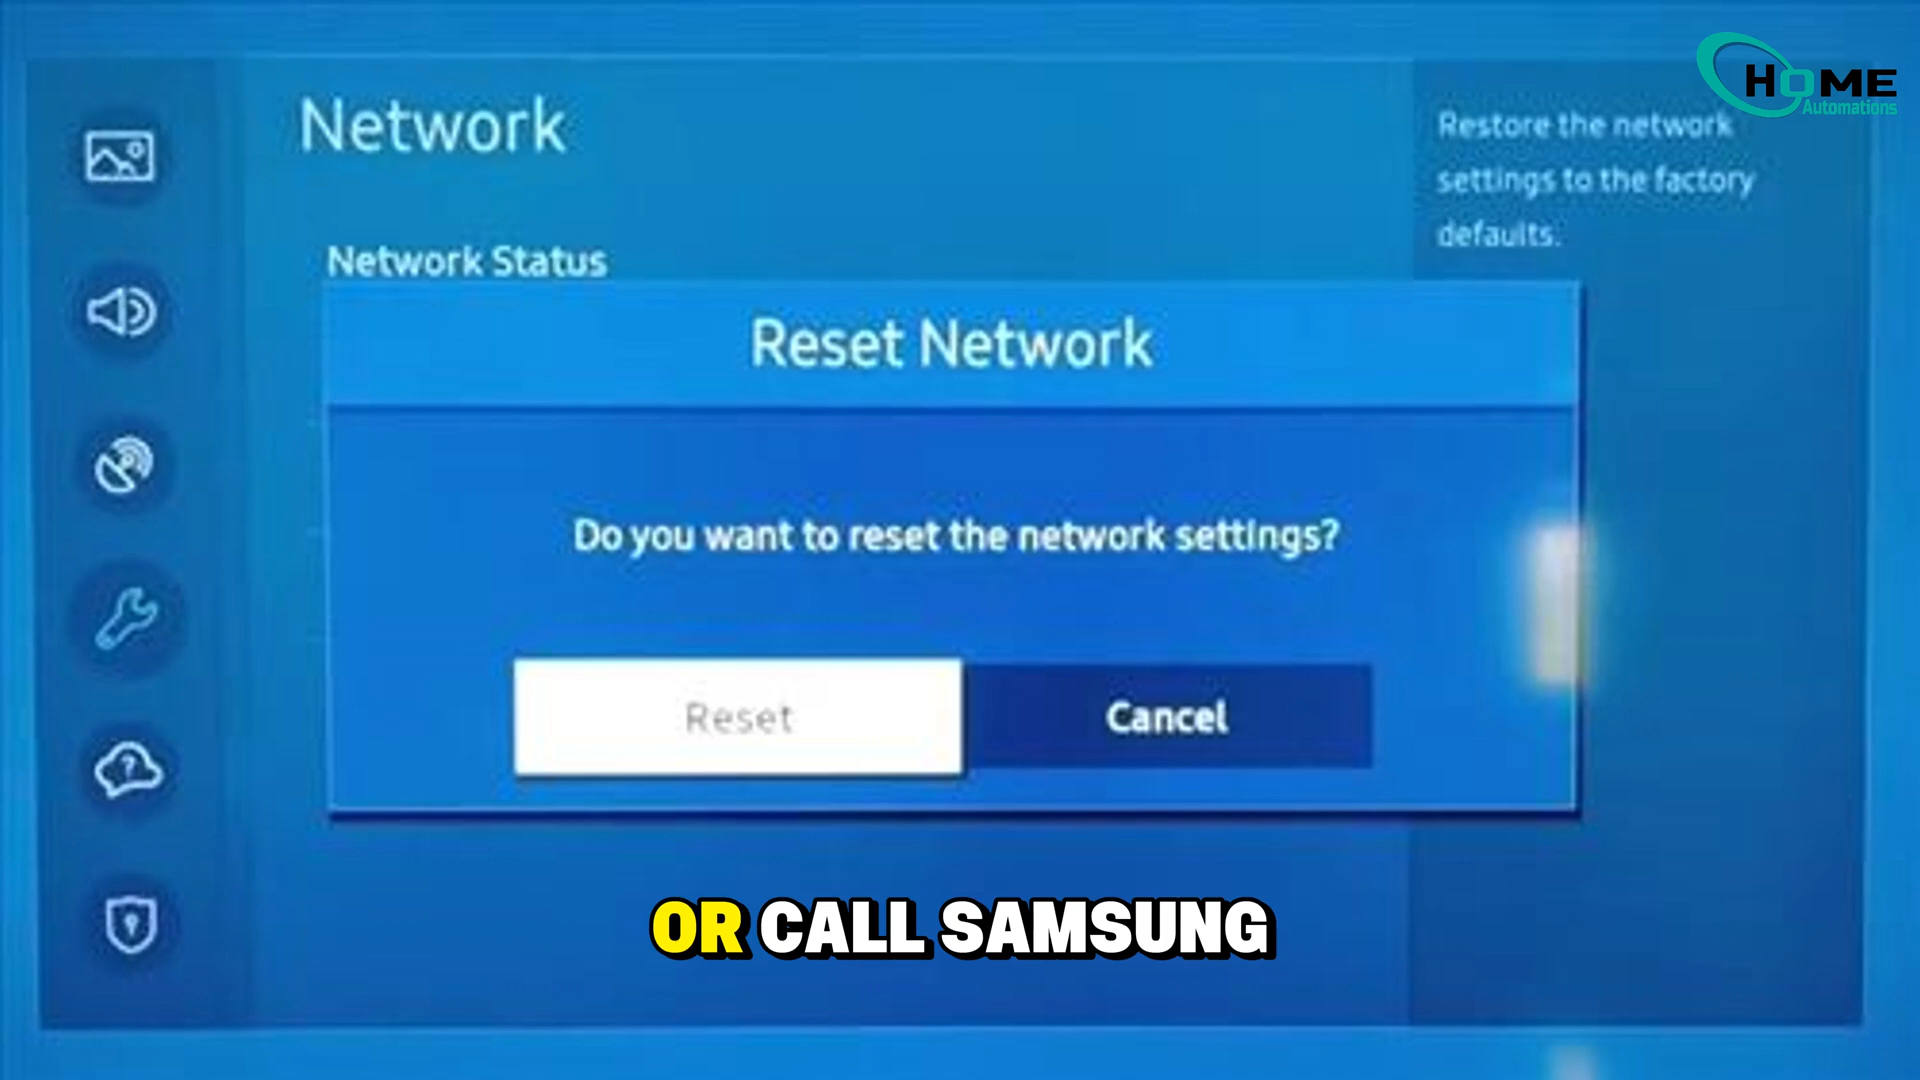 HOME
Automations
Network
Restore the network
settings to the factory
defaults.
Network Status
Reset Network
Do you want to reset the network settings?
Reset
Cancel
OR CALL SAMSUNG